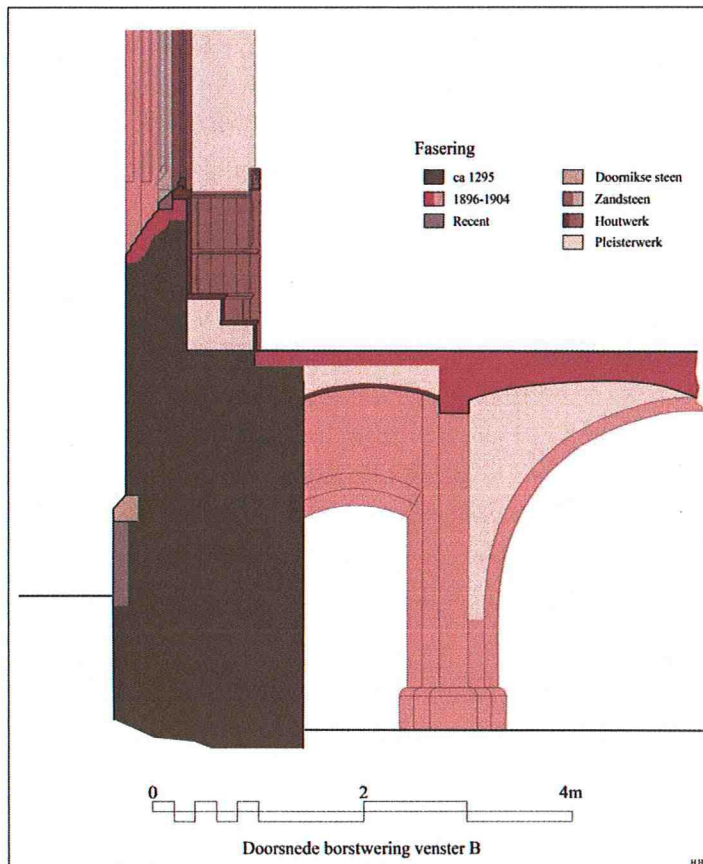 Fasering
ca 1295
1896-1904
Recent
Doornikse steen
Zandsteen
Houtwerk
Pleisterwerk
0 2 4m
Doorsnede borstwering venster B